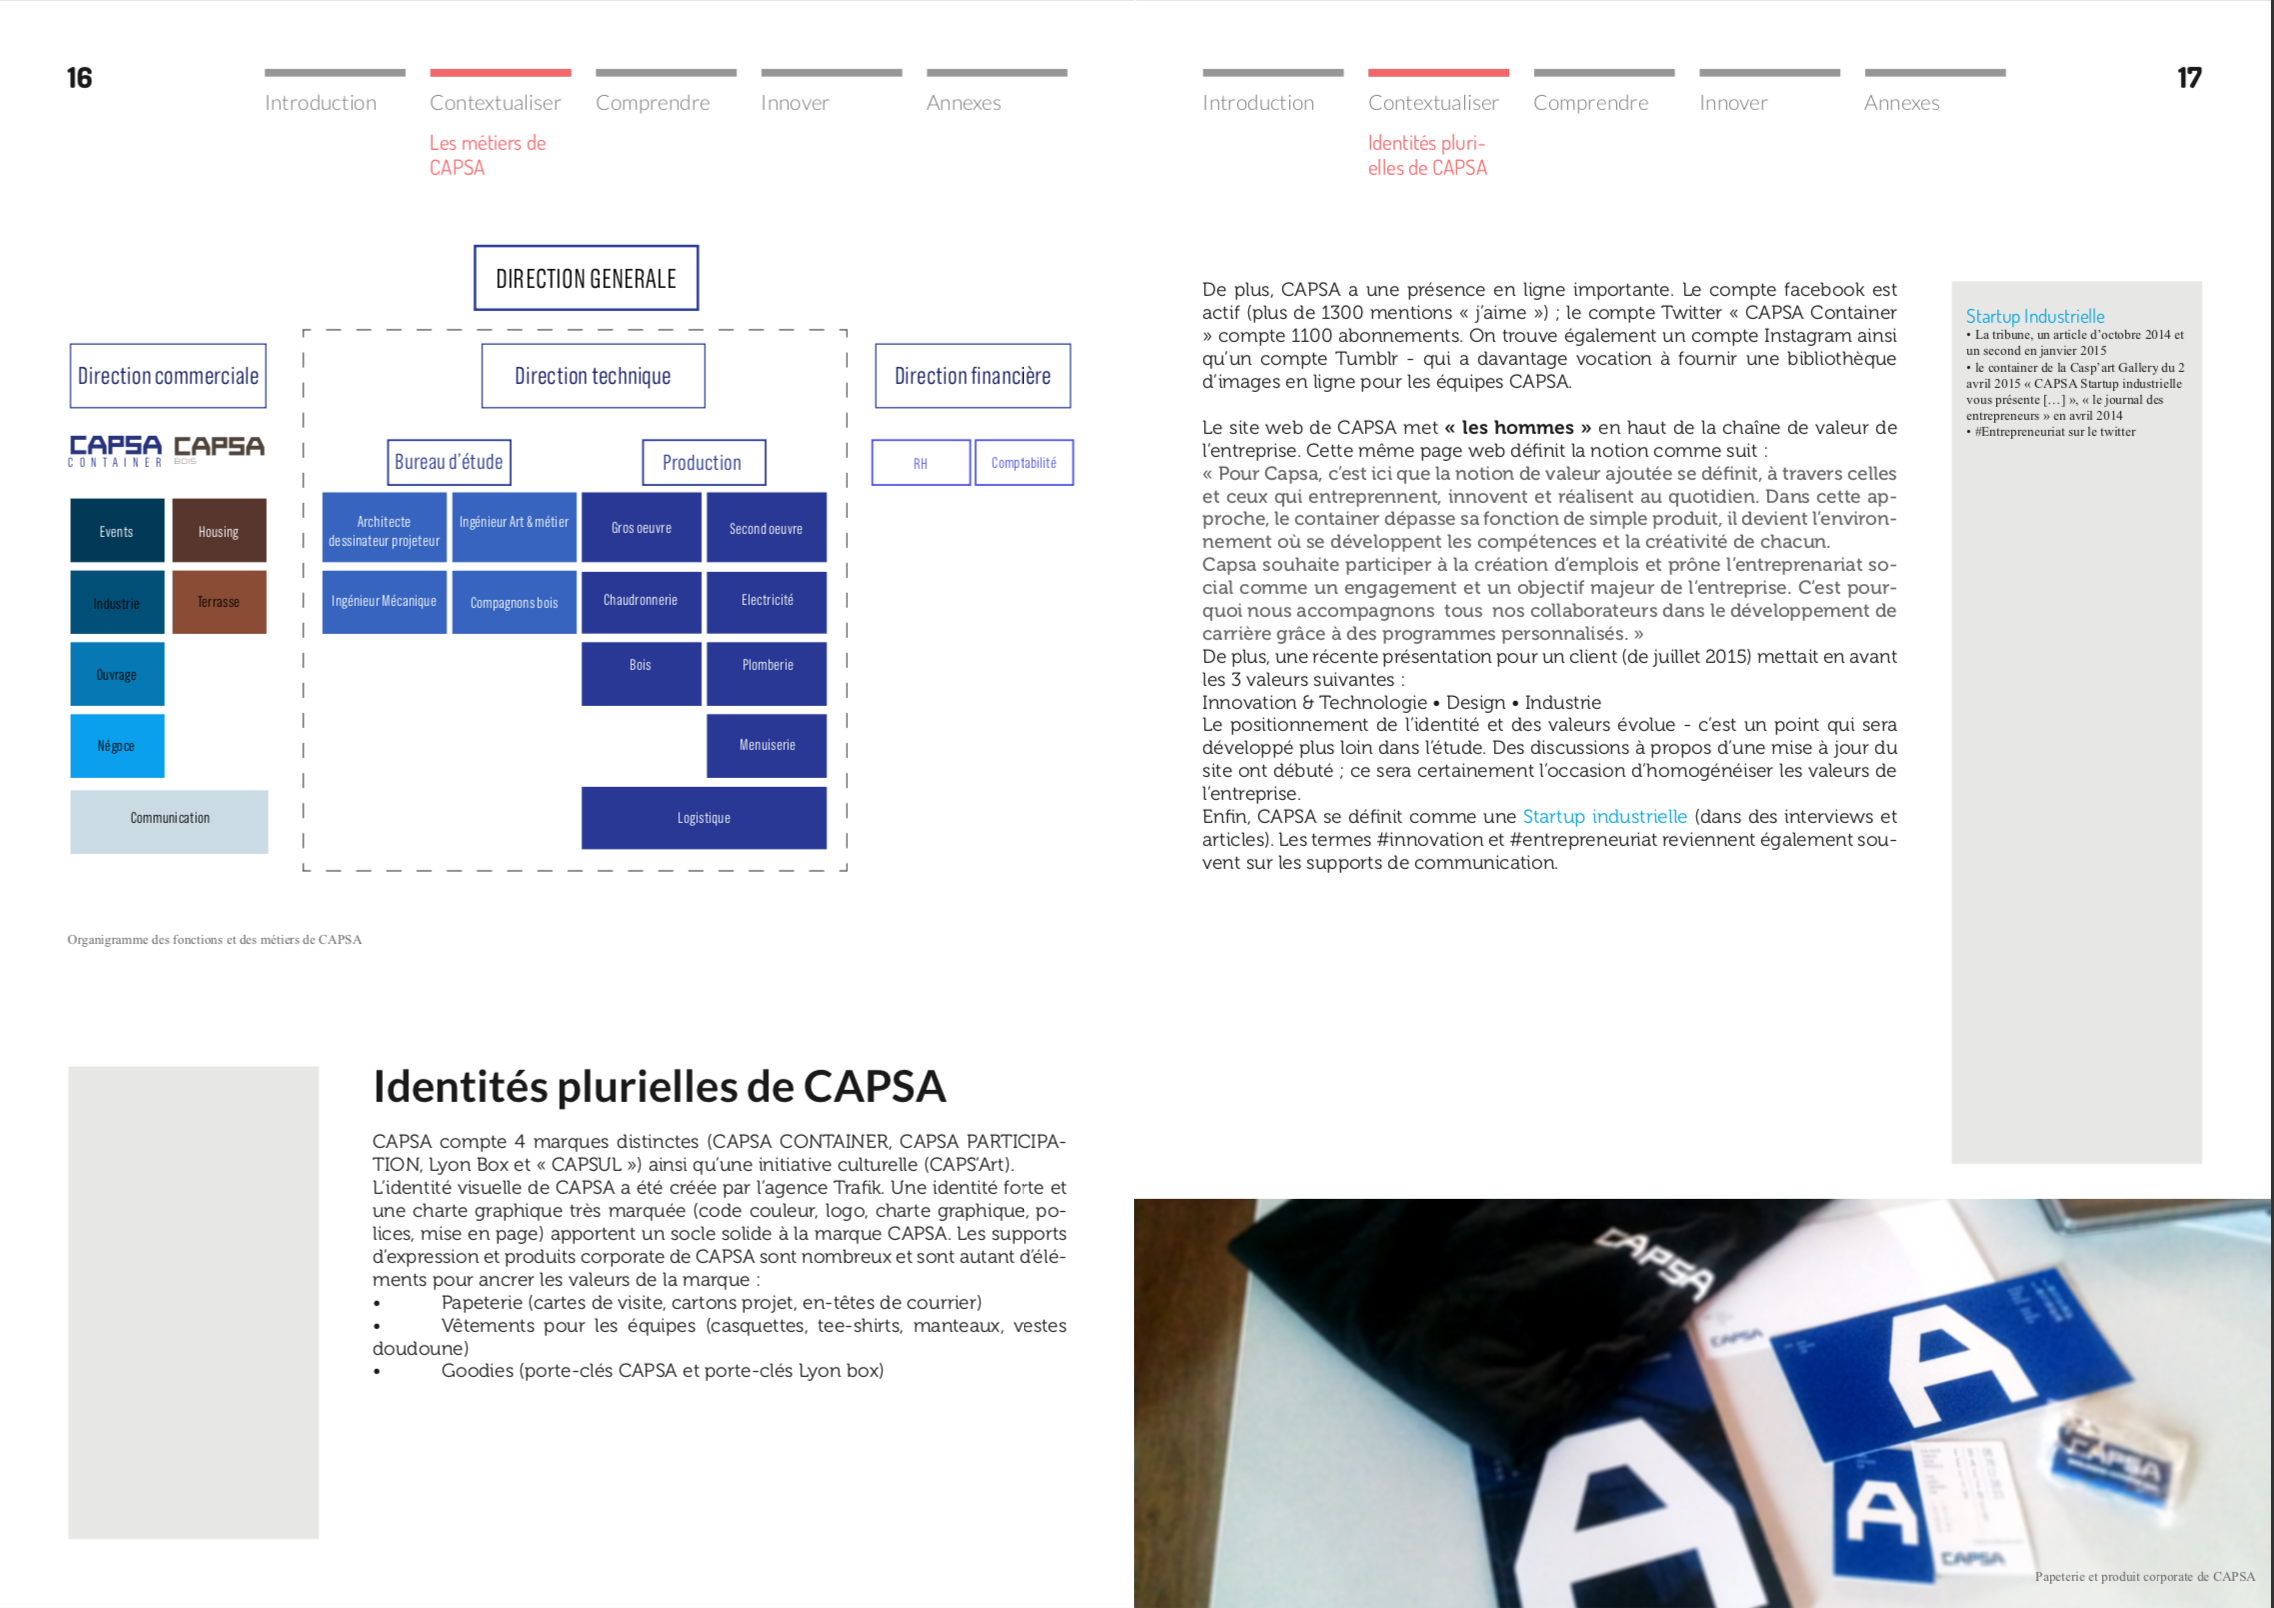 16
Introduction
Contextualiser
Comprendre
Innover
Annexes
Les métiers de
CAPSA
DIRECTION GENERALE
Direction commerciale
Direction technique
Direction financière
CAPSA
CONTAINER
CAPSA
BOIS
Bureau d’étude
Production
RH
Comptabilité
Events
Housing
Architecte
dessinateur projeteur
Ingénieur Art & métier
Gros oeuvre
Second oeuvre
Industrie
Terrasse
Ingénieur Mécanique
Compagnons bois
Chaudronnerie
Electricité
Ouvrage
Bois
Plomberie
Négoce
Menuiserie
Communication
Logistique
Organigramme des fonctions et des métiers de CAPSA
Identités plurielles de CAPSA
CAPSA compte 4 marques distinctes (CAPSA CONTAINER, CAPSA PARTICIPA-
TION, Lyon Box et « CAPSUL ») ainsi qu’une initiative culturelle (CAPS’Art).
L’identité visuelle de CAPSA a été créée par l’agence Trafik. Une identité forte et
une charte graphique très marquée (code couleur, logo, charte graphique, po-
lices, mise en page) apportent un socle solide à la marque CAPSA. Les supports
d’expression et produits corporate de CAPSA sont nombreux et sont autant d’élé-
ments pour ancrer les valeurs de la marque :
• Papeterie (cartes de visite, cartons projet, en-têtes de courrier)
• Vêtements pour les équipes (casquettes, tee-shirts, manteaux, vestes
doudoune)
• Goodies (porte-clés CAPSA et porte-clés Lyon box)
Introduction
Contextualiser
Comprendre
Innover
Annexes
17
Identités pluri-
elles de CAPSA
De plus, CAPSA a une présence en ligne importante. Le compte facebook est
actif (plus de 1300 mentions « j’aime ») ; le compte Twitter « CAPSA Container
» compte 1100 abonnements. On trouve également un compte Instagram ainsi
qu’un compte Tumblr - qui a davantage vocation à fournir une bibliothèque
d’images en ligne pour les équipes CAPSA.
Le site web de CAPSA met « les hommes » en haut de la chaîne de valeur de
l’entreprise. Cette même page web définit la notion comme suit :
« Pour Capsa, c’est ici que la notion de valeur ajoutée se définit, à travers celles
et ceux qui entreprennent, innovent et réalisent au quotidien. Dans cette ap-
proche, le container dépasse sa fonction de simple produit, il devient l’environ-
nement où se développent les compétences et la créativité de chacun.
Capsa souhaite participer à la création d’emplois et prône l’entreprenariat so-
cial comme un engagement et un objectif majeur de l’entreprise. C’est pour-
quoi nous accompagnons tous nos collaborateurs dans le développement de
carrière grâce à des programmes personnalisés. »
De plus, une récente présentation pour un client (de juillet 2015) mettait en avant
les 3 valeurs suivantes :
Innovation & Technologie • Design • Industrie
Le positionnement de l’identité et des valeurs évolue - c’est un point qui sera
développé plus loin dans l’étude. Des discussions à propos d’une mise à jour du
site ont débuté ; ce sera certainement l’occasion d’homogénéiser les valeurs de
l’entreprise.
Enfin, CAPSA se définit comme une Startup industrielle (dans des interviews et
articles). Les termes #innovation et #entrepreneuriat reviennent également sou-
vent sur les supports de communication.
Startup Industrielle
• La tribune, un article d’octobre 2014 et
un second en janvier 2015
• le container de la Casp’art Gallery du 2
avril 2015 « CAPSA Startup industrielle
vous présente [...] », « le journal des
entrepreneurs » en avril 2014
• #Entrepreneuriat sur le twitter
CAPSA
CAPSA
A
A
CAPSA
A
CAPSA
Papeterie et produit corporate de CAPSA